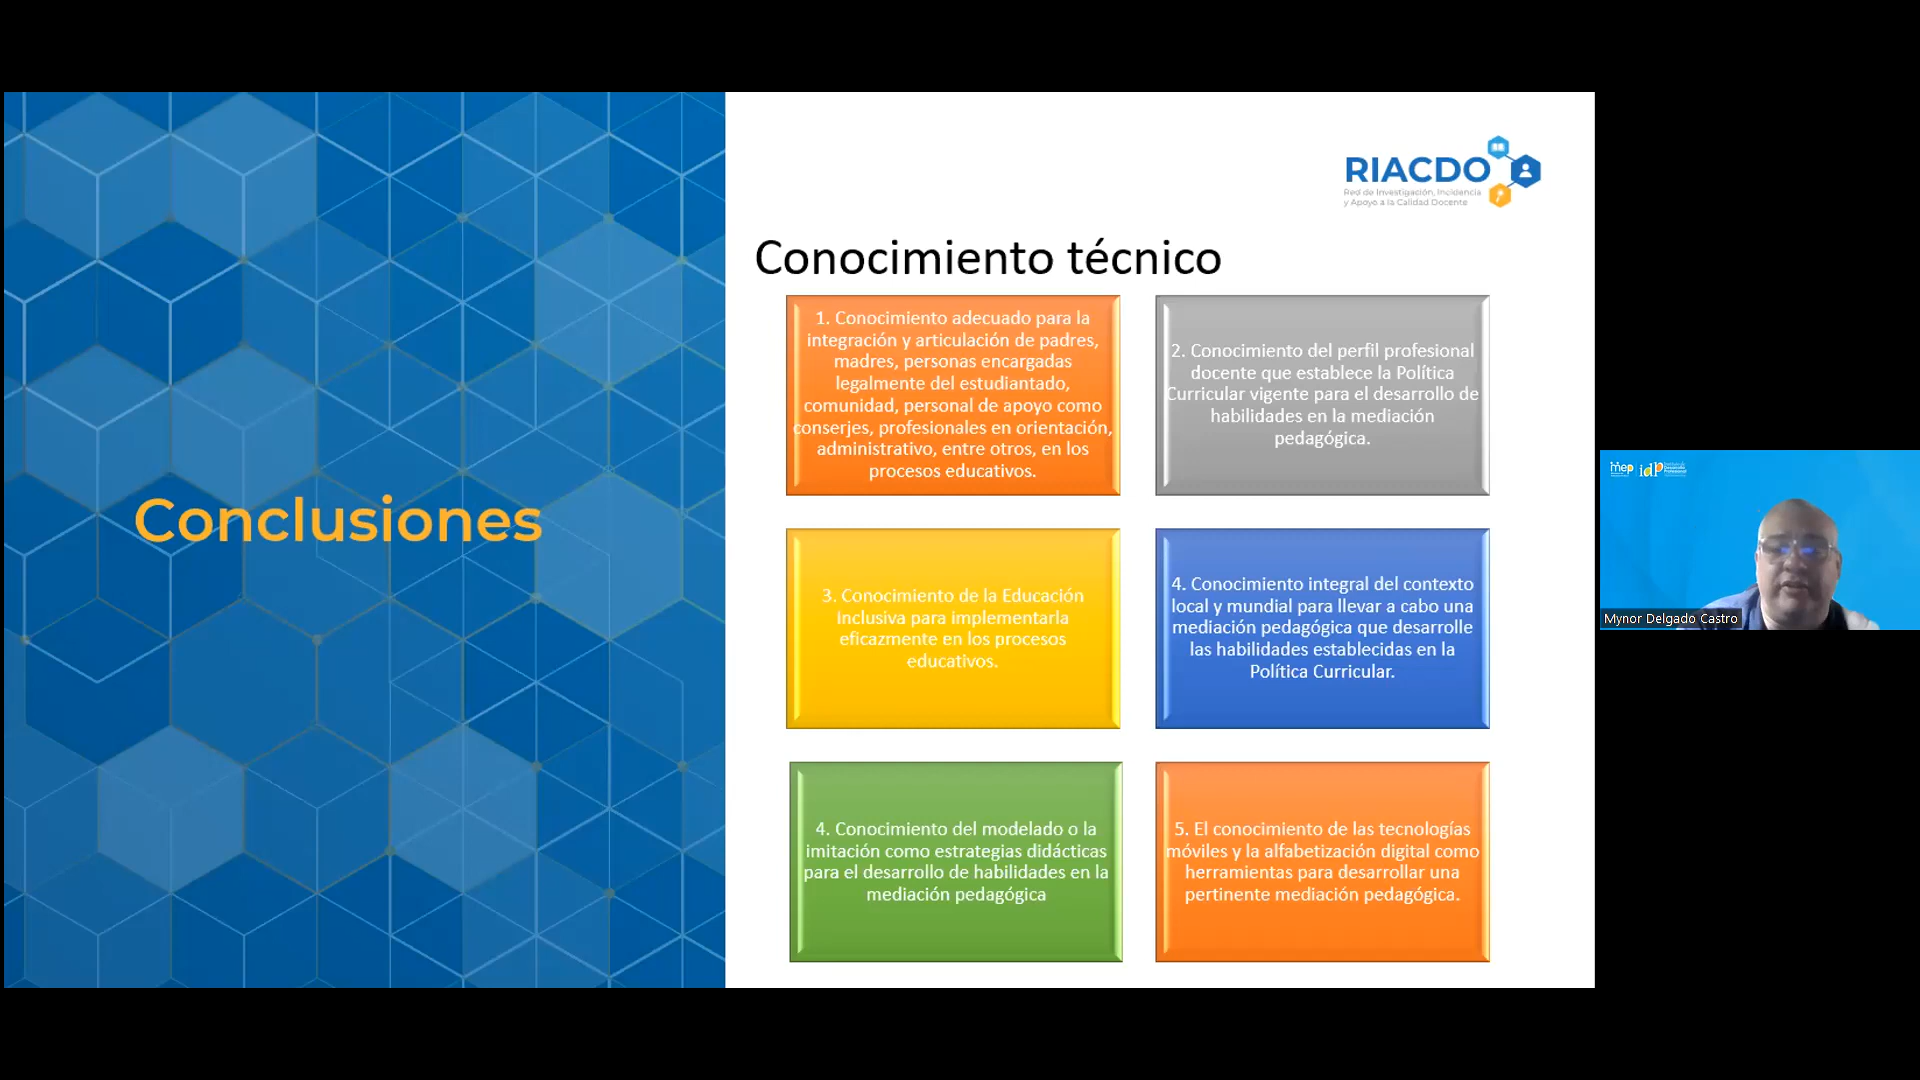 RIACDO
Red de Investigación, Incidencia
y Apoyo a la Calidad Docente
Conclusiones
Conocimiento técnico
1. Conocimiento adecuado para la
integración y articulación de padres,
madres, personas encargadas
legalmente del estudiantado,
comunidad, personal de apoyo como
conserjes, profesionales en orientación,
administrativo, entre otros, en los
procesos educativos.
2. Conocimiento del perfil profesional
docente que establece la Política
Curricular vigente para el desarrollo de
habilidades en la mediación
pedagógica.
3. Conocimiento de la Educación
Inclusiva para implementarla
eficazmente en los procesos
educativos.
4. Conocimiento integral del contexto
local y mundial para llevar a cabo una
mediación pedagógica que desarrolle
las habilidades establecidas en la
Política Curricular.
4. Conocimiento del modelado o la
imitación como estrategias didácticas
para el desarrollo de habilidades en la
mediación pedagógica
5. El conocimiento de las tecnologías
móviles y la alfabetización digital como
herramientas para desarrollar una
pertinente mediación pedagógica.
mep idp
Mynor Delgado Castro